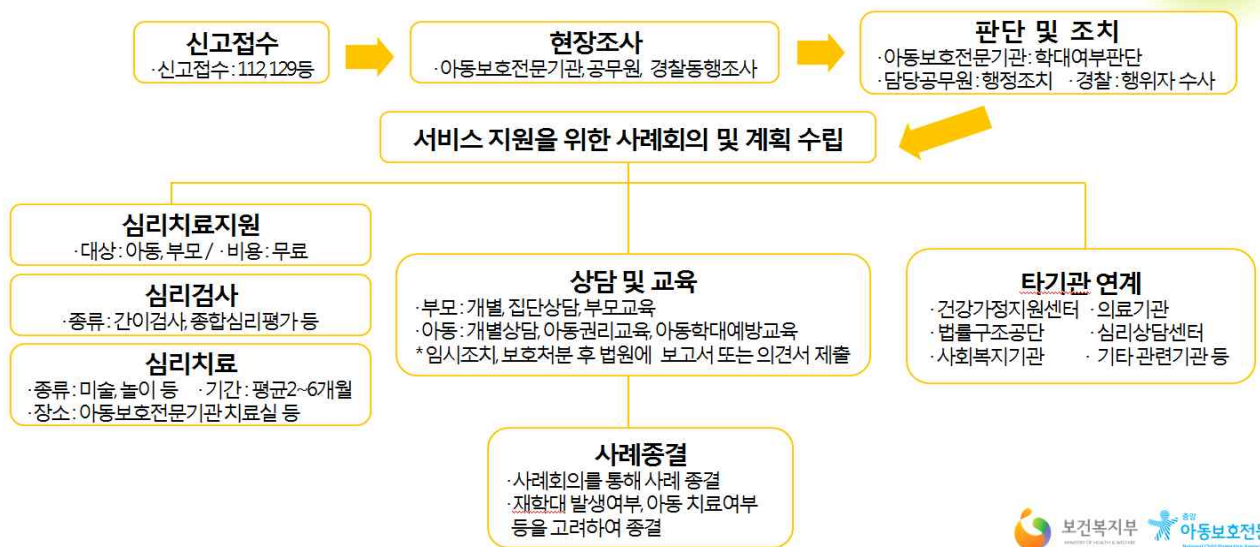 신고접수
·신고접수 : 112,129등
현장조사
·아동보호전문기관, 공무원, 경찰동행조사
판단 및 조치
·아동보호전문기관 : 학대여부판단
·담당공무원 : 행정조치 ·경찰 : 행위자 수사
서비스 지원을 위한 사례회의 및 계획 수립
심리치료지원
·대상 : 아동, 부모 / ·비용 : 무료
심리검사
·종류 : 간이검사, 종합심리평가 등
심리치료
·종류 : 미술, 놀이 등 ·기간 : 평균2~6개월
·장소 : 아동보호전문기관 치료실 등
상담 및 교육
·부모 : 개별, 집단상담, 부모교육
·아동 : 개별상담, 아동권리교육, 아동학대예방교육
*임시조치, 보호처분 후 법원에 보고서 또는 의견서 제출
타기관 연계
·건강가정지원센터 ·의료기관
·법률구조공단 ·심리상담센터
·사회복지기관 ·기타 관련기관 등
사례종결
·사례회의를 통해 사례 종결
·재학대 발생여부, 아동 치료여부
등을 고려하여 종결
보건복지부
MINISTRY OF HEALTH & WELFARE
중앙
아동보호전문